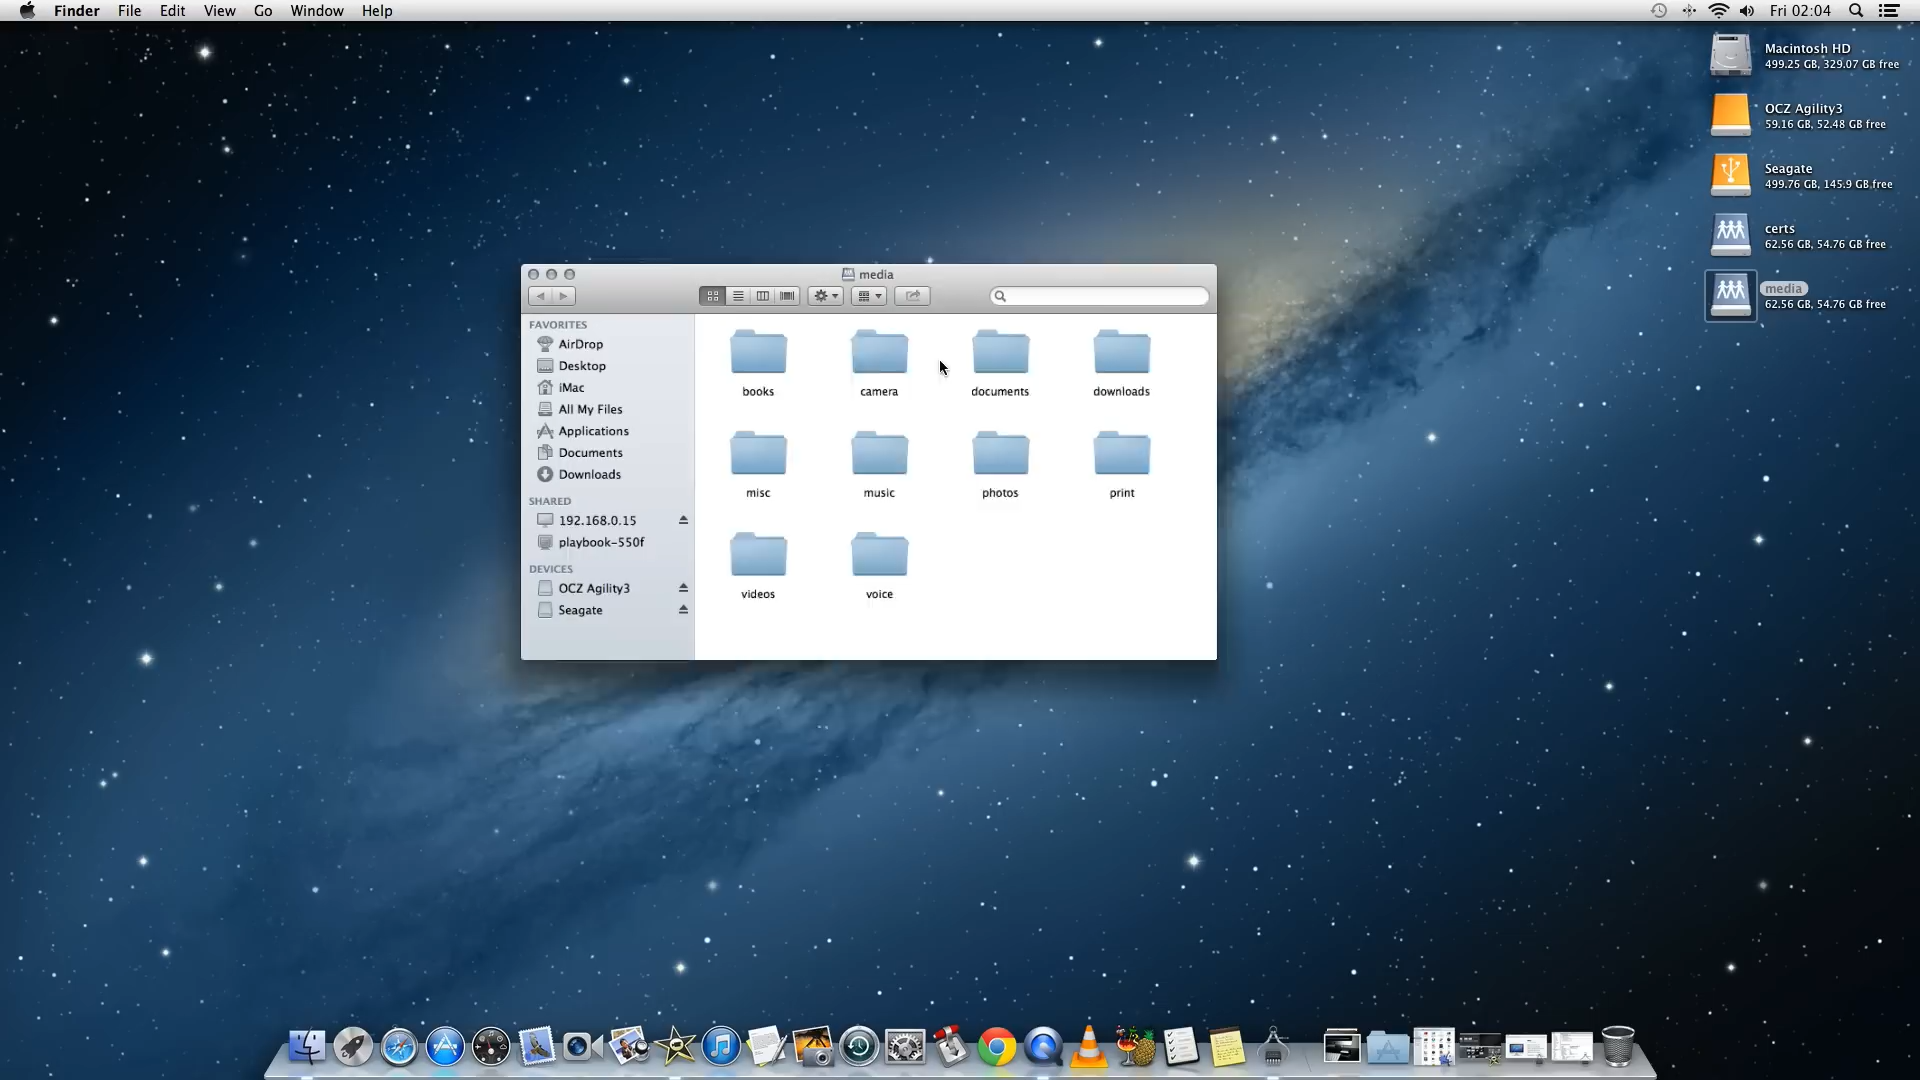 Finder File Edit View Go Window Help Fri 02:04
Macintosh HD
499.25 GB, 329.07 GB free
OCZ Agility3
59.16 GB, 52.48 GB free
Seagate
499.76 GB, 145.9 GB free
certs
62.56 GB, 54.76 GB free
media
62.56 GB, 54.76 GB free
media
FAVORITES
AirDrop
Desktop
iMac
All My Files
Applications
Documents
Downloads
SHARED
192.168.0.15
playbook-550f
DEVICES
OCZ Agility3
Seagate
books camera documents downloads
misc music photos print
videos voice